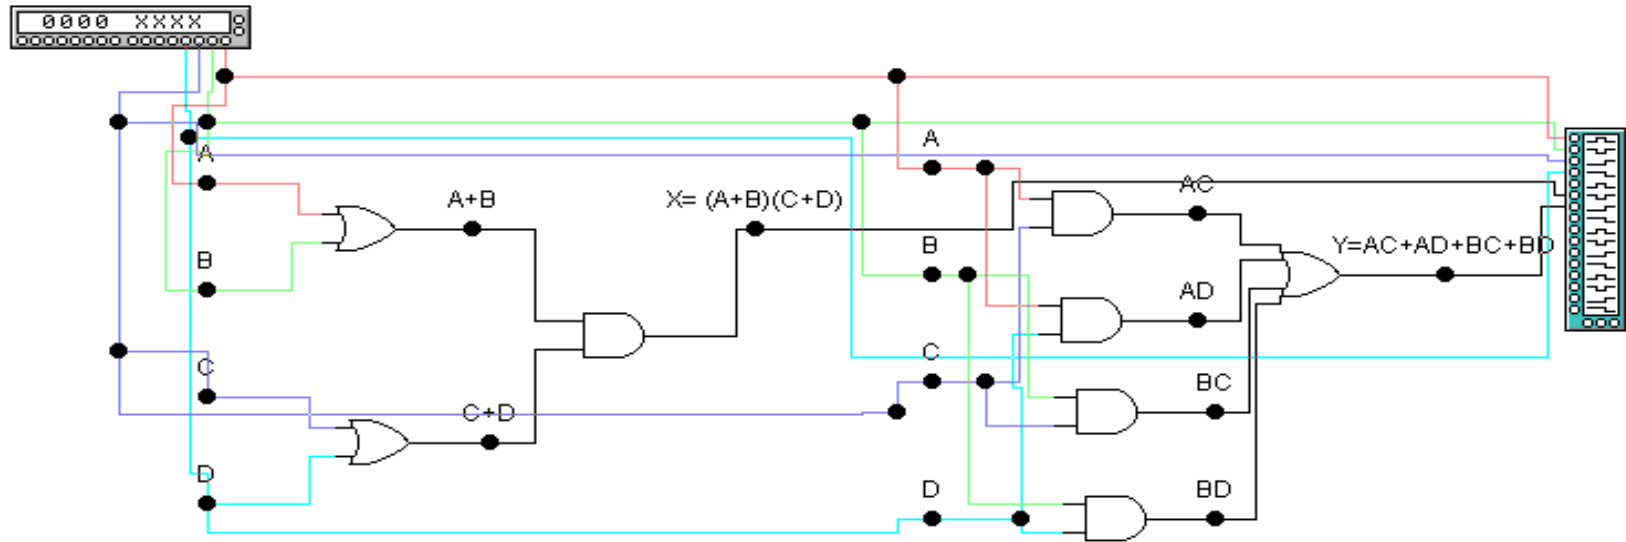 0000 XXXX
A
A+B
X= (A+B)(C+D)
B
C
C+D
D
A
AC
B
Y=AC+AD+BC+BD
AD
C
BC
D
BD